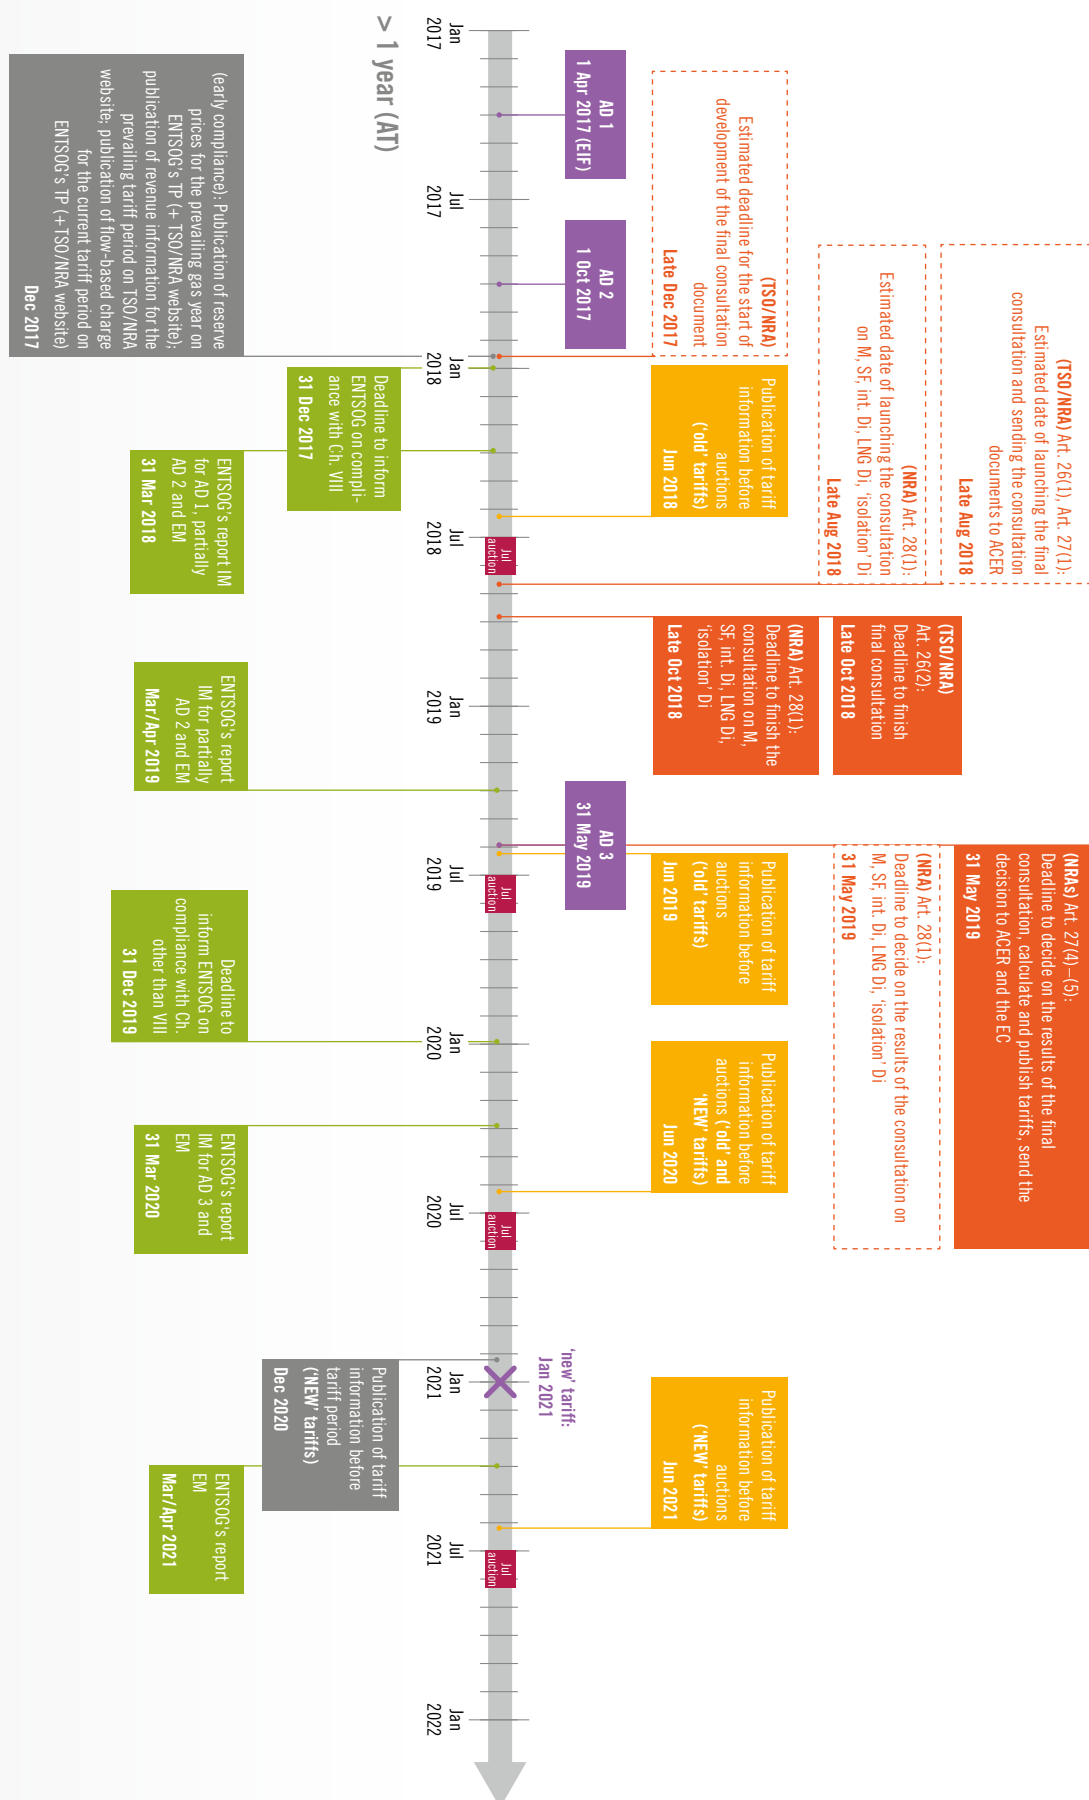 (TSO/NRA) Art. 26(1), Art. 27(1):
Estimated date of launching the final
consultation and sending the consultation
documents to ACER
Late Aug 2018
(NRA) Art. 28(1):
Estimated date of launching the consultation
on M, SF, int. Di, LNG Di, ‘isolation’ Di
Late Aug 2018
(TSO/NRA)
Estimated deadline for the start of
development of the final consultation
document
Late Dec 2017
(TSO/NRA)
Art. 26(2):
Deadline to finish
final consultation
Late Oct 2018
(NRA) Art. 28(1):
Deadline to finish the
consultation on M,
SF, int. Di, LNG Di,
‘isolation’ Di
Late Oct 2018
(NRAs) Art. 27(4)–(5):
Deadline to decide on the results of the final
consultation, calculate and publish tariffs, send the
decision to ACER and the EC
31 May 2019
(NRA) Art. 28(1):
Deadline to decide on the results of the consultation on
M, SF, int. Di, LNG Di, ‘isolation’ Di
31 May 2019
Publication of tariff
information before
auctions
(‘old’ tariffs)
Jun 2018
Publication of tariff
information before
auctions
(‘old’ tariffs)
Jun 2019
Publication of tariff
information before
auctions (‘old’ and
‘NEW’ tariffs)
Jun 2020
Publication of tariff
information before
auctions
(‘NEW’ tariffs)
Jun 2021
AD 1
1 Apr 2017 (EIF)
AD 2
1 Oct 2017
AD 3
31 May 2019
‘new’ tariff:
Jan 2021
Jul
auction
Jul
auction
Jul
auction
Jul
auction
Jan
2017
Jul
2017
Jan
2018
Jul
2018
Jan
2019
Jul
2019
Jan
2020
Jul
2020
Jan
2021
Jul
2021
Jan
2022
> 1 year (AT)
(early compliance): Publication of reserve
prices for the prevailing gas year on
ENTSOG’s TP (+ TSO/NRA website);
publication of revenue information for the
prevailing tariff period on TSO/NRA
website; publication of flow-based charge
for the current tariff period on
ENTSOG’s TP (+ TSO/NRA website)
Dec 2017
Deadline to inform
ENTSOG on compli-
ance with Ch. VIII
31 Dec 2017
ENTSOG’s report IM
for AD 1, partially
AD 2 and EM
31 Mar 2018
ENTSOG’s report
IM for partially
AD 2 and EM
Mar/Apr 2019
Deadline to
inform ENTSOG on
compliance with Ch.
other than VIII
31 Dec 2019
ENTSOG’s report
IM for AD 3 and
EM
31 Mar 2020
Publication of tariff
information before
tariff period
(‘NEW’ tariffs)
Dec 2020
ENTSOG’s report
EM
Mar/Apr 2021